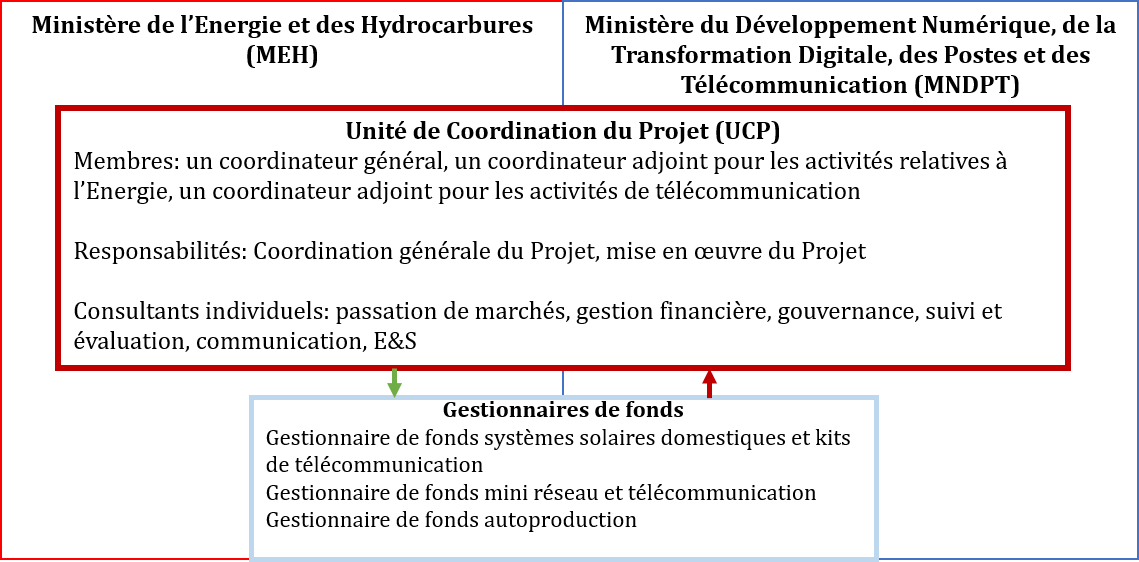 Ministère de l’Energie et des Hydrocarbures
(MEH)
Ministère du Développement Numérique, de la
Transformation Digitale, des Postes et des
Télécommunication (MNDPT)
Unité de Coordination du Projet (UCP)
Membres: un coordinateur général, un coordinateur adjoint pour les activités relatives à
l’Energie, un coordinateur adjoint pour les activités de télécommunication
Responsabilités: Coordination générale du Projet, mise en œuvre du Projet
Consultants individuels: passation de marchés, gestion financière, gouvernance, suivi et
évaluation, communication, E&S
Gestionnaires de fonds
Gestionnaire de fonds systèmes solaires domestiques et kits
de télécommunication
Gestionnaire de fonds mini réseau et télécommunication
Gestionnaire de fonds autoproduction